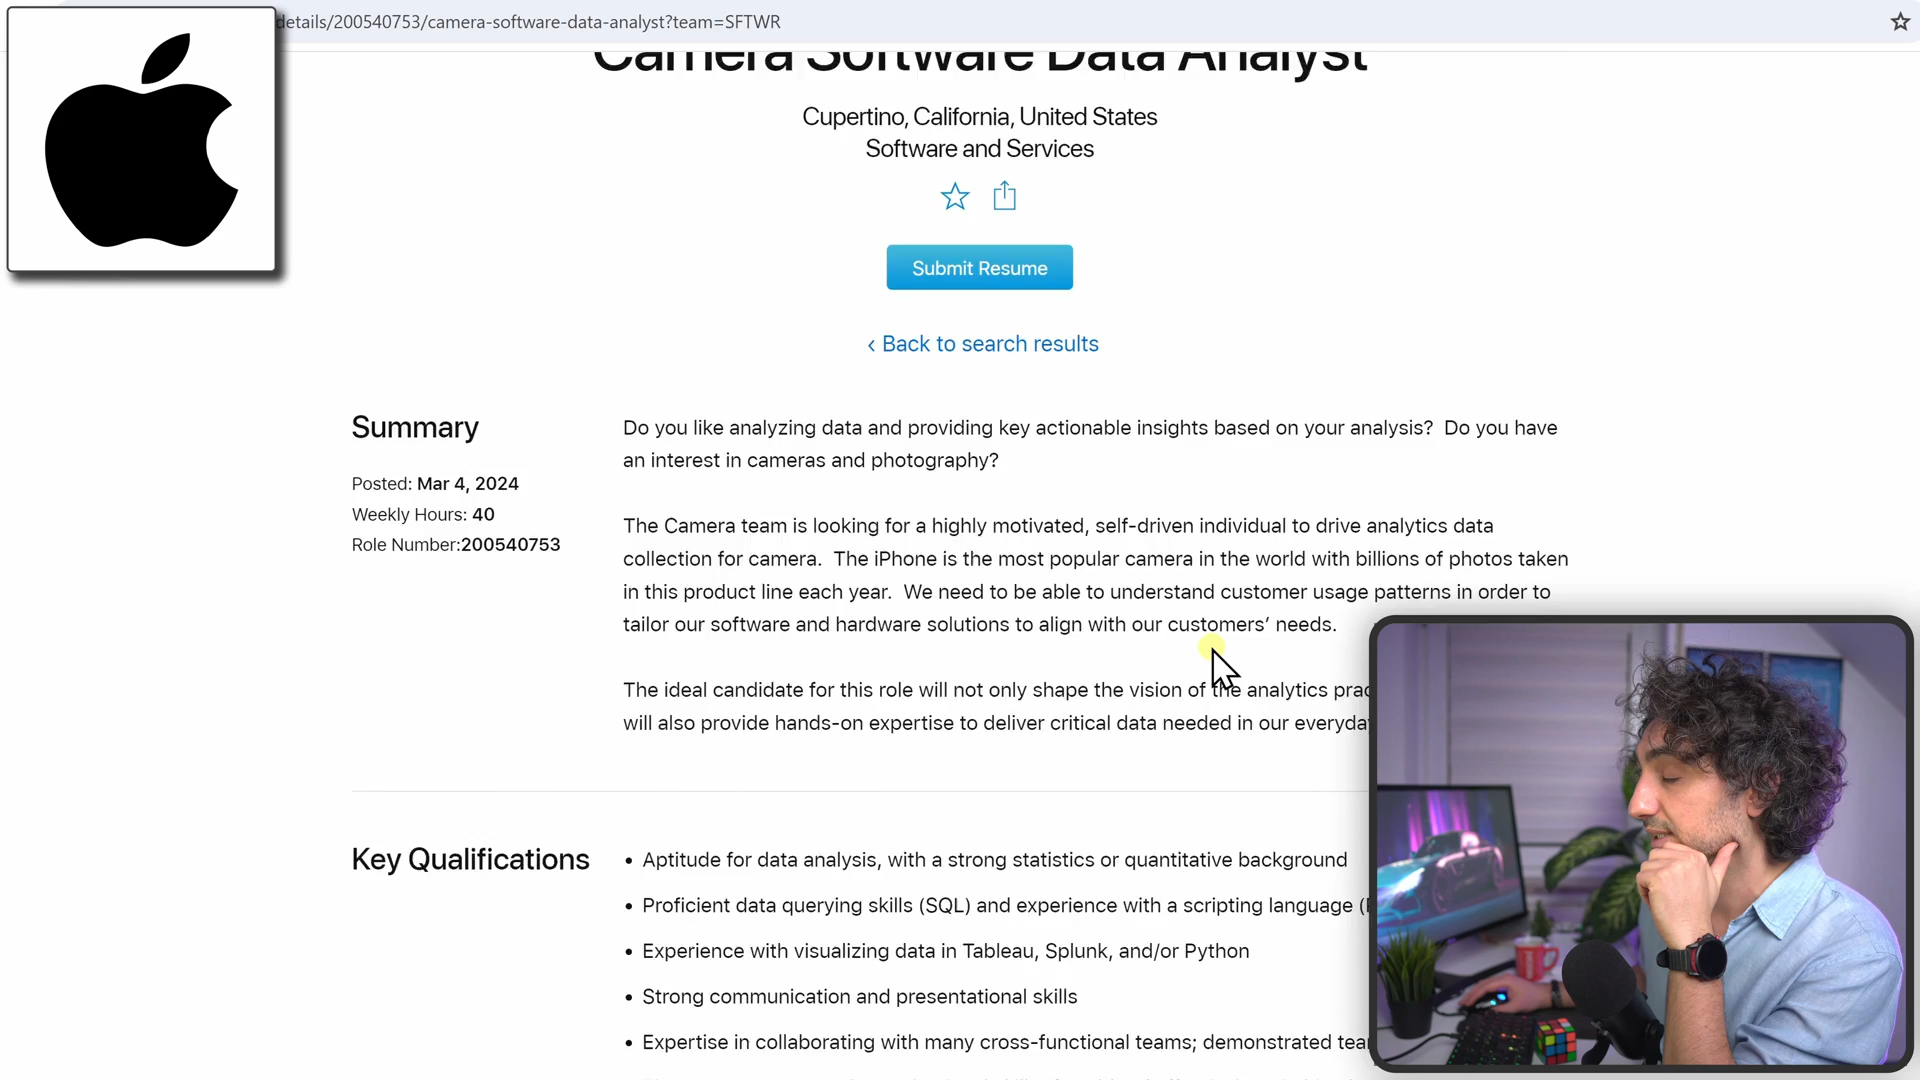 details/200540753/camera-software-data-analyst?team=SFTWR
Camera Software Data Analyst
Cupertino, California, United States
Software and Services
Submit Resume
‹ Back to search results
Summary
Posted: Mar 4, 2024
Weekly Hours: 40
Role Number:200540753
Do you like analyzing data and providing key actionable insights based on your analysis?  Do you have
an interest in cameras and photography?
The Camera team is looking for a highly motivated, self-driven individual to drive analytics data
collection for camera.  The iPhone is the most popular camera in the world with billions of photos taken
in this product line each year.  We need to be able to understand customer usage patterns in order to
tailor our software and hardware solutions to align with our customers’ needs.
The ideal candidate for this role will not only shape the vision of the analytics
will also provide hands-on expertise to deliver critical data needed in our
Key Qualifications
• Aptitude for data analysis, with a strong statistics or quantitative background
• Proficient data querying skills (SQL) and experience with a scripting language
• Experience with visualizing data in Tableau, Splunk, and/or Python
• Strong communication and presentational skills
• Expertise in collaborating with many cross-functional teams; demonstrated